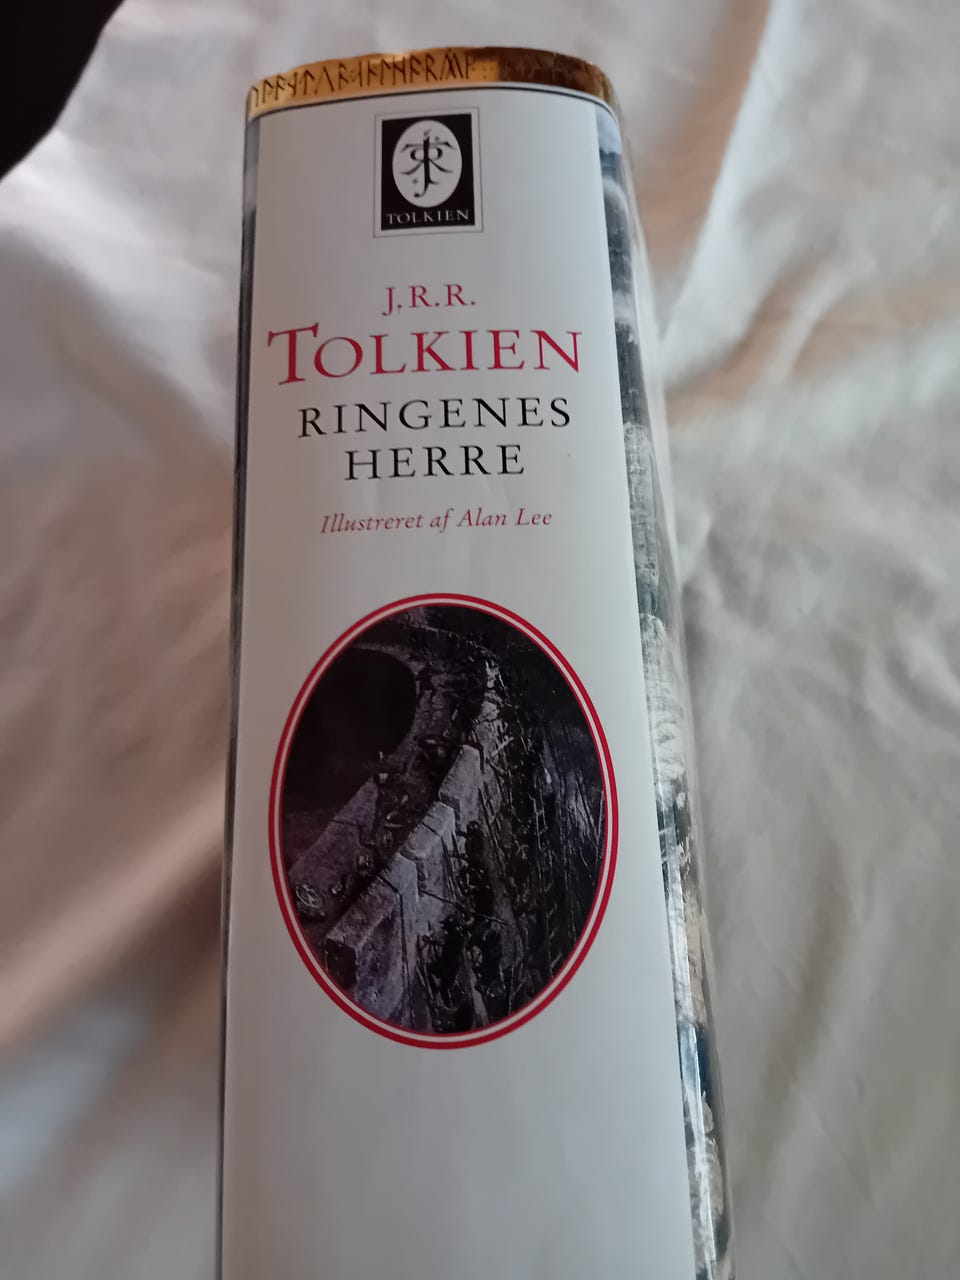 TOLKIEN
J.R.R.
TOLKIEN
RINGENES
HERRE
Illustreret af Alan Lee